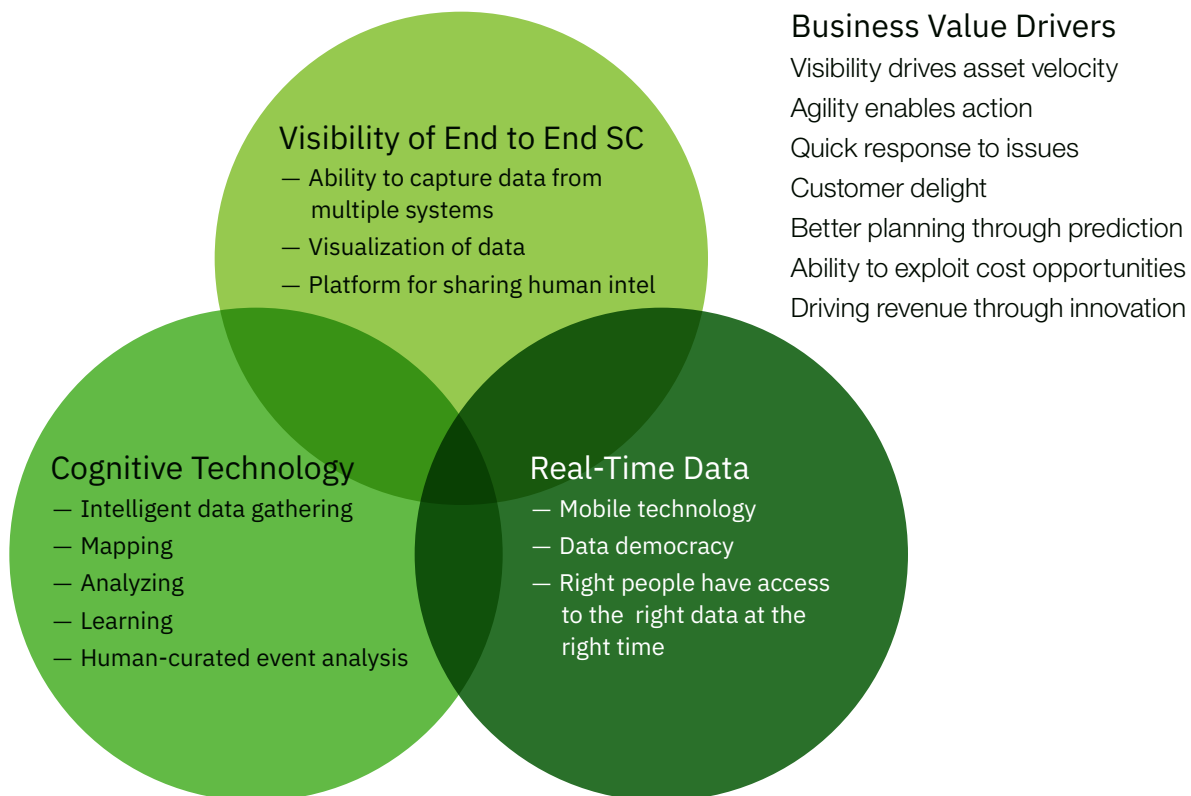 Business Value Drivers
Visibility drives asset velocity
Agility enables action
Quick response to issues
Customer delight
Better planning through prediction
Ability to exploit cost opportunities
Driving revenue through innovation
Visibility of End to End SC
— Ability to capture data from
multiple systems
— Visualization of data
— Platform for sharing human intel
Cognitive Technology
— Intelligent data gathering
— Mapping
— Analyzing
— Learning
— Human-curated event analysis
Real-Time Data
— Mobile technology
— Data democracy
— Right people have access
to the right data at the
right time